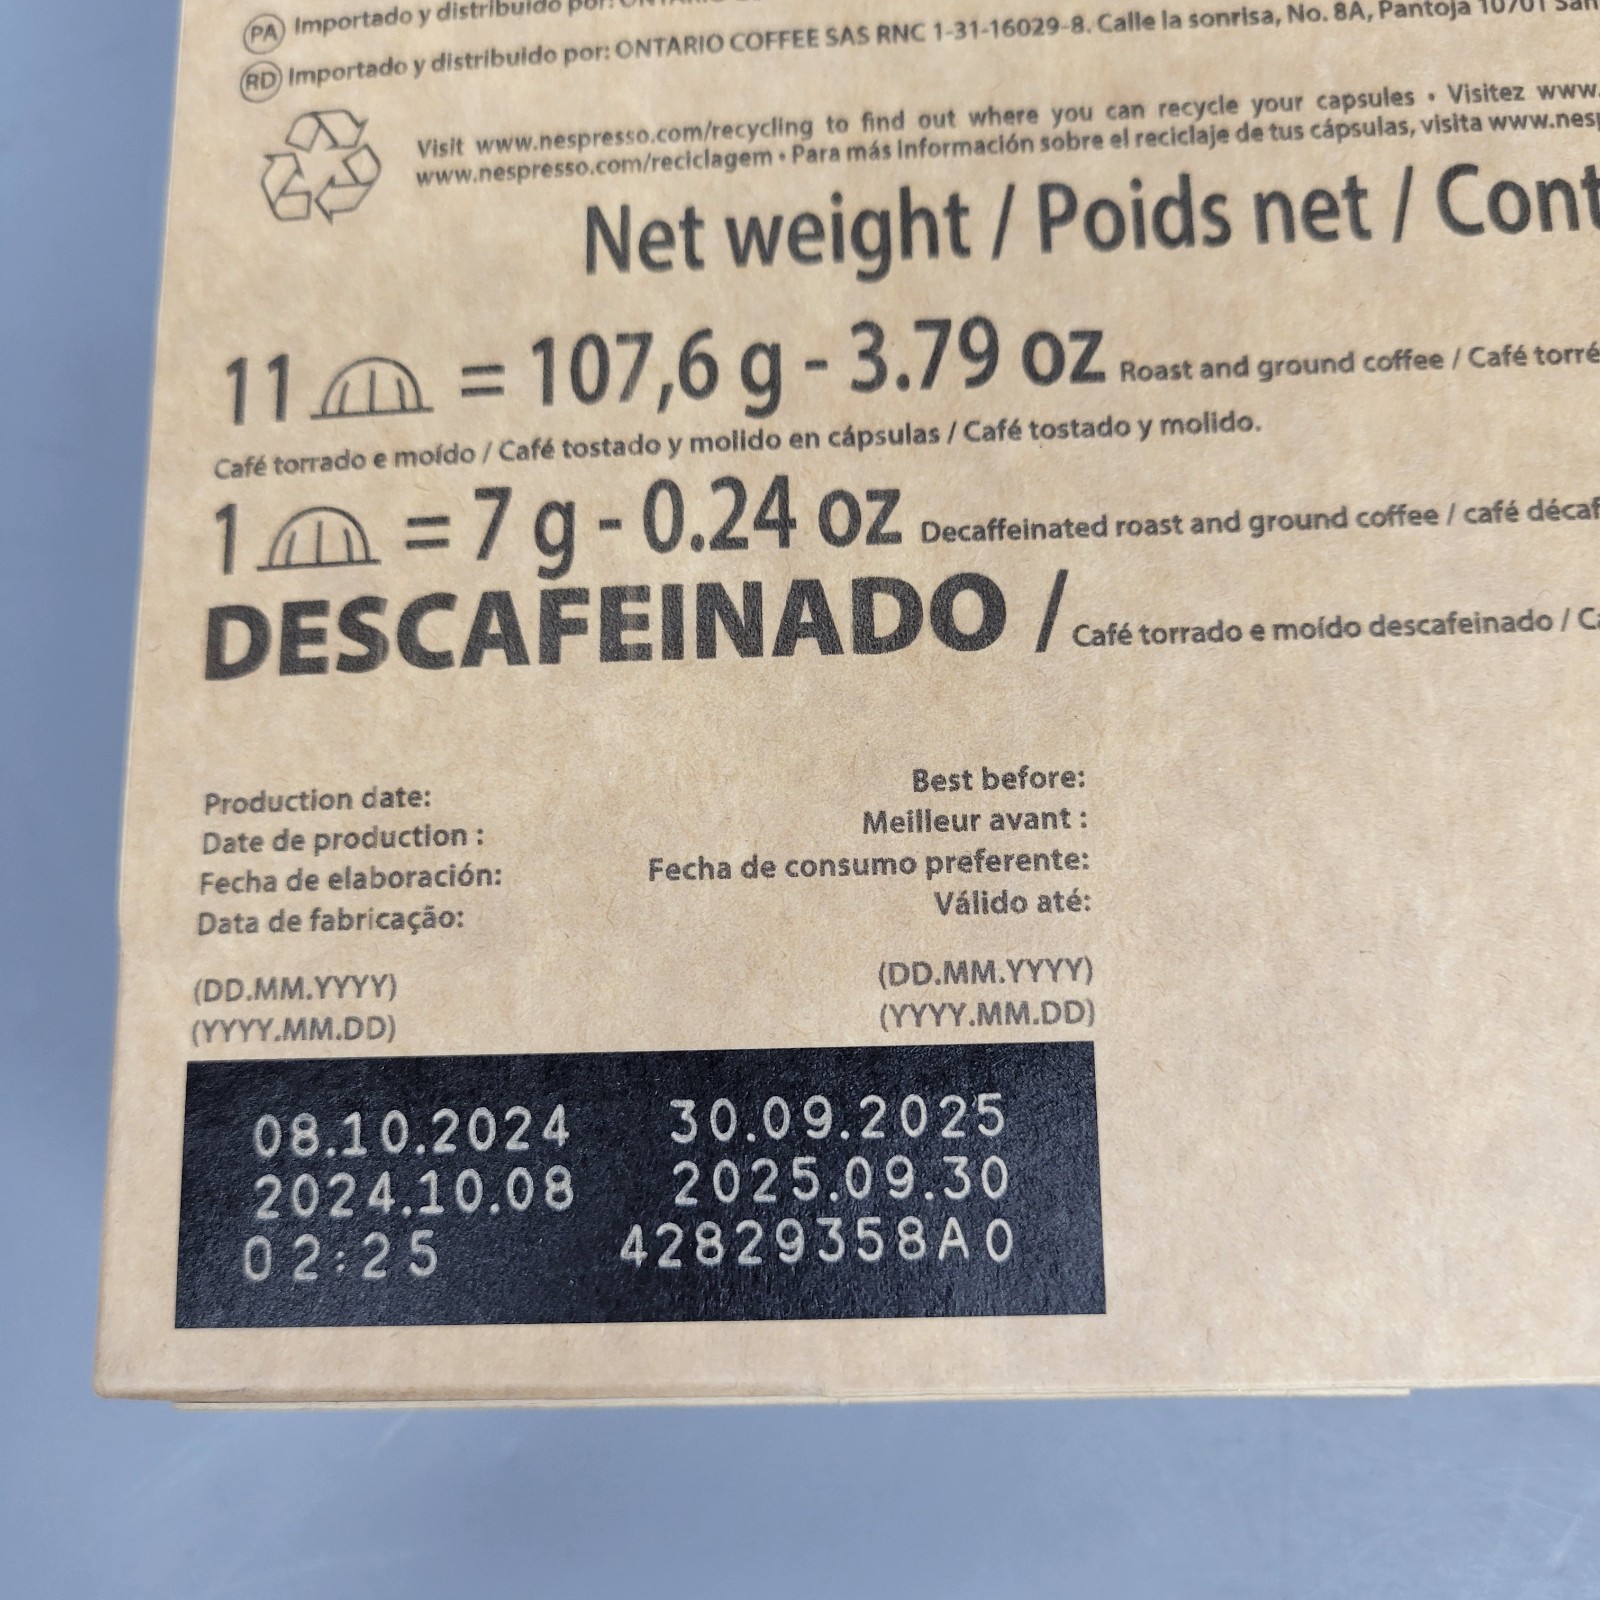 PA Importado y distribuido por:
RD Importado y distribuido por: ONTARIO COFFEE SAS RNC 1-31-16029-8. Calle la sonrisa, No. 8A, Pantoja 10701 San
Visit www.nespresso.com/recycling to find out where you can recycle your capsules • Visitez www.
www.nespresso.com/reciclagem • Para más información sobre el reciclaje de tus cápsulas, visita www.nesp
Net weight / Poids net / Cont
11 = 107,6 g - 3.79 oz Roast and ground coffee / Café torré
Café torrado e moído / Café tostado y molido en cápsulas / Café tostado y molido.
1 = 7 g - 0.24 oz Decaffeinated roast and ground coffee / café décaf
DESCAFEINADO / Café torrado e moído descafeinado / Ca
Production date:
Date de production :
Fecha de elaboración:
Data de fabricação:
(DD.MM.YYYY)
(YYYY.MM.DD)
Best before:
Meilleur avant :
Fecha de consumo preferente:
Válido até:
(DD.MM.YYYY)
(YYYY.MM.DD)
08.10.2024 30.09.2025
2024.10.08 2025.09.30
02:25 42829358A0